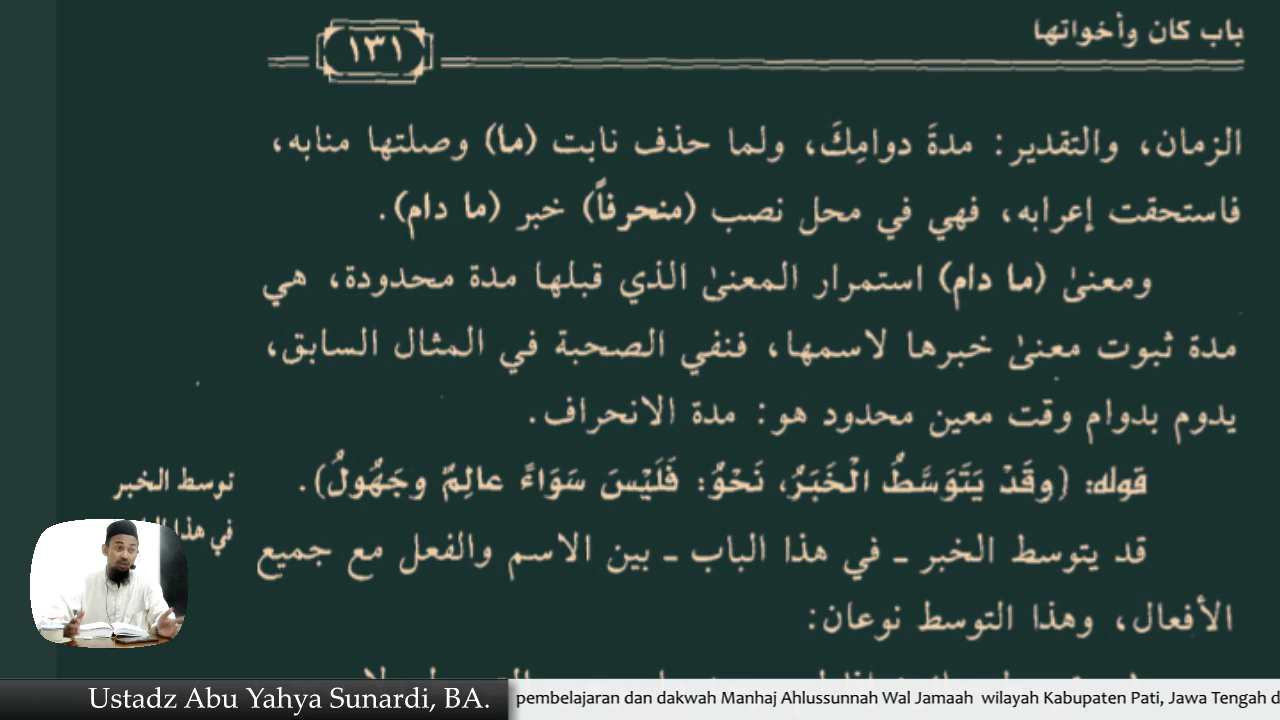 باب كان وأخواتها
١٣١
الزمان، والتقدير: مدةَ دوامِكَ، ولما حذف نابت (ما) وصلتها منابه،
فاستحقت إعرابه، فهي في محل نصب (منحرفاً) خبر (ما دام).
ومعنىٰ (ما دام) استمرار المعنىٰ الذي قبلها مدة محدودة، هي
مدة ثبوت معنىٰ خبرها لاسمها، فنفي الصحبة في المثال السابق،
يدوم بدوام وقت معين محدود هو: مدة الانحراف.
قوله: (وقَدْ يَتَوَسَّطُ الْخَبَرُ، نَحْوُ: فَلَيْسَ سَوَاءً عالِمٌ وجَهُولُ).
توسط الخبر
في هذا
قد يتوسط الخبر ـ في هذا الباب ـ بين الاسم والفعل مع جميع
الأفعال، وهذا التوسط نوعان:
Ustadz Abu Yahya Sunardi, BA.
pembelajaran dan dakwah Manhaj Ahlussunnah Wal Jamaah wilayah Kabupaten Pati, Jawa Tengah d